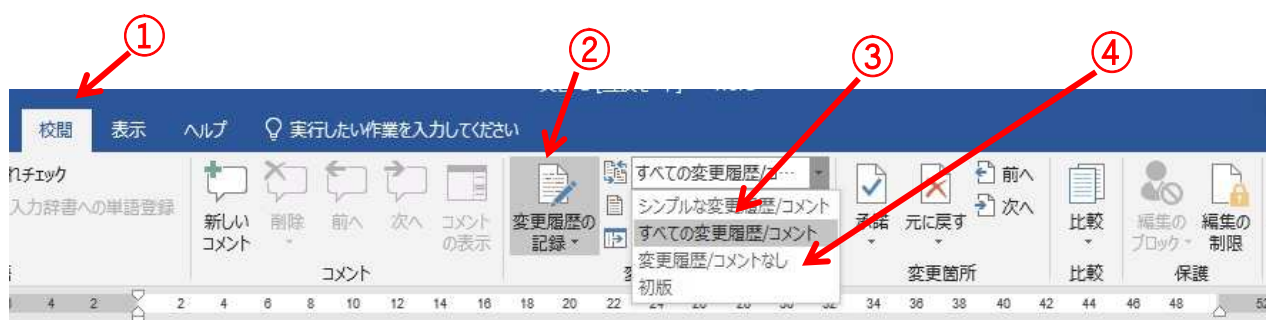 ① ② ③ ④
校閲 表示 ヘルプ 実行したい作業を入力してください
チェック
入力辞書への単語登録
新しい
コメント
削除
前へ
次へ
コメント
の表示
コメント
変更履歴の
記録
すべての変更履歴/コ…
シンプルな変更履歴/コメント
すべての変更履歴/コメント
変更履歴/コメントなし
初版
承諾
元に戻す
前へ
次へ
変更箇所
比較
比較
編集の
ブロック
編集の
制限
保護
4 2 2 4 6 8 10 12 14 16 18 20 22 24 26 28 30 32 34 36 38 40 42 44 46 48 52